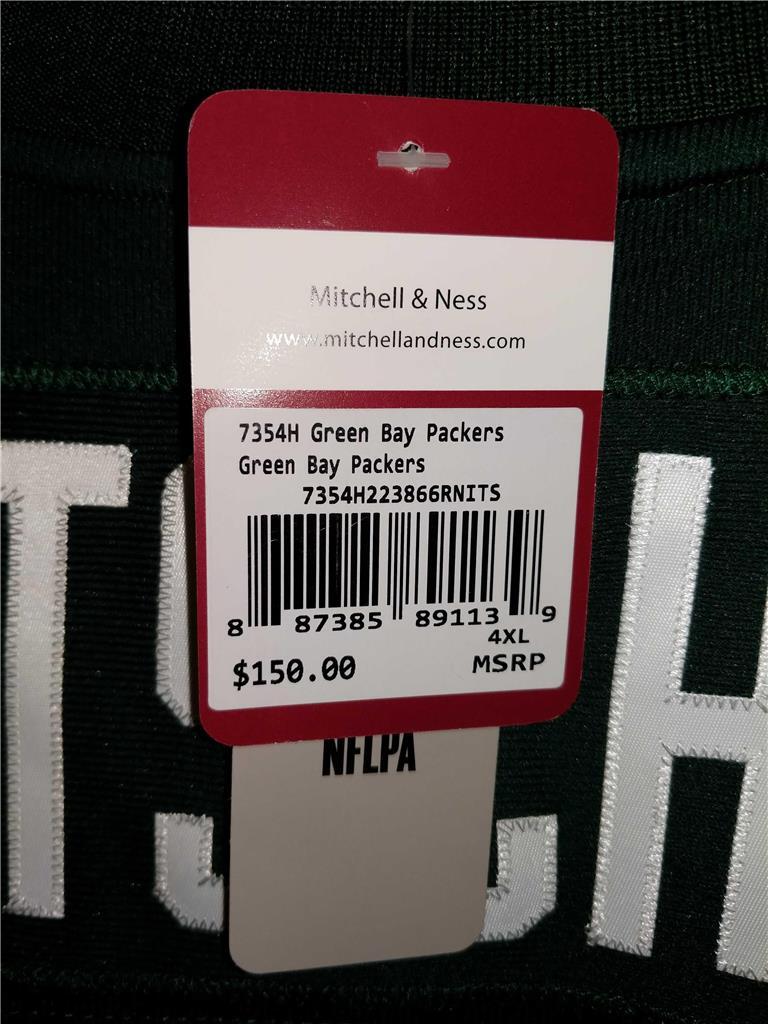 Mitchell & Ness
www.mitchellandness.com
7354H Green Bay Packers
Green Bay Packers
7354H223866RNITS
8 87385 89113 9
4XL
$150.00 MSRP
NFLPA
TSCH